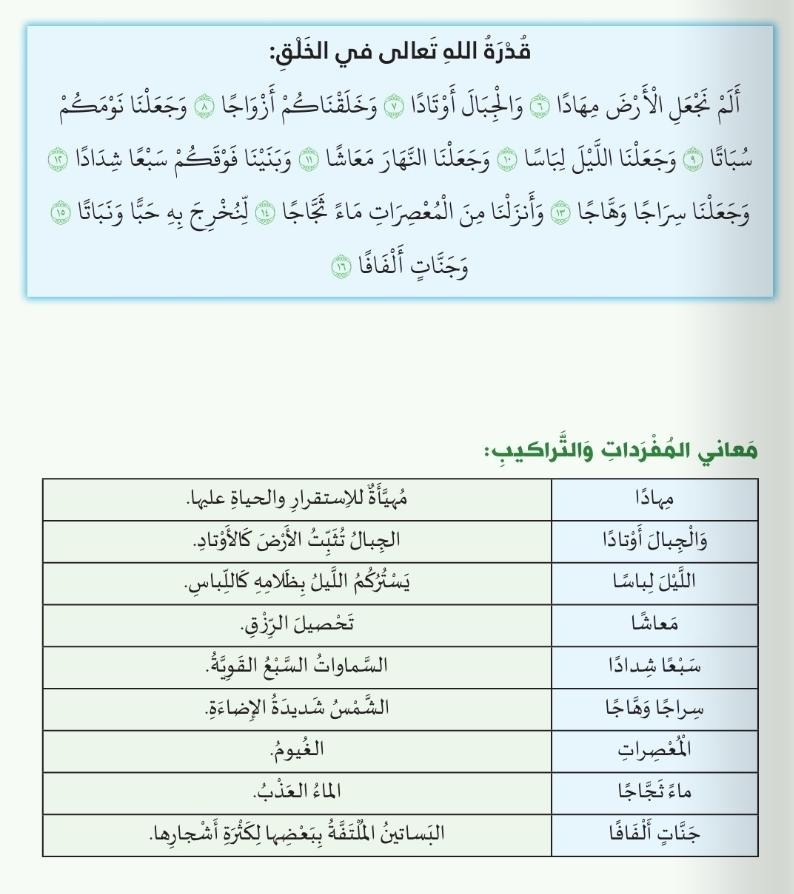 قُدْرَةُ اللهِ تَعالى في الخَلْقِ:
أَلَمْ نَجْعَلِ الْأَرْضَ مِهَادًا ٦ وَالْجِبَالَ أَوْتَادًا ٧ وَخَلَقْنَاكُمْ أَزْوَاجًا ٨ وَجَعَلْنَا نَوْمَكُمْ
سُبَاتًا ٩ وَجَعَلْنَا اللَّيْلَ لِبَاسًا ١٠ وَجَعَلْنَا النَّهَارَ مَعَاشًا ١١ وَبَنَيْنَا فَوْقَكُمْ سَبْعًا شِدَادًا ١٢
وَجَعَلْنَا سِرَاجًا وَهَّاجًا ١٣ وَأَنزَلْنَا مِنَ الْمُعْصِرَاتِ مَاءً ثَجَّاجًا ١٤ لِّنُخْرِجَ بِهِ حَبًّا وَنَبَاتًا ١٥
وَجَنَّاتٍ أَلْفَافًا ١٦
مَعاني المُفْرَداتِ وَالتَّراكيبِ:
مِهادًا مُهيَّأَةٌ للاِستقرارِ والحياةِ عليها.
وَالْجِبالَ أَوْتادًا الجِبالُ تُثَبِّتُ الأَرْضَ كَالأَوْتادِ.
اللَّيْلَ لِباسًا يَسْتُرُكُمُ اللَّيلُ بِظَلامِهِ كَاللِّباسِ.
مَعاشًا تَحْصيلَ الرِّزْقِ.
سَبْعًا شِدادًا السَّماواتُ السَّبْعُ القَوِيَّةُ.
سِراجًا وَهَّاجًا الشَّمْسُ شَديدَةُ الإِضاءَةِ.
الْمُعْصِراتِ الغُيومُ.
ماءً ثَجَّاجًا الماءُ العَذْبُ.
جَنَّاتٍ أَلْفَافًا البَساتينُ المُلْتَفَّةُ بِبَعْضِها لِكَثْرَةِ أَشْجارِها.